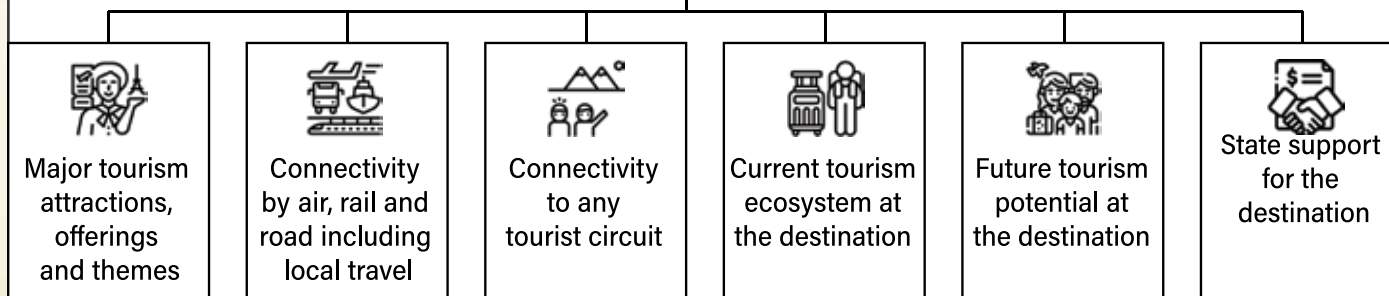 Major tourism
attractions,
offerings
and themes
Connectivity
by air, rail and
road including
local travel
Connectivity
to any
tourist circuit
Current tourism
ecosystem at
the destination
Future tourism
potential at
the destination
State support
for the
destination